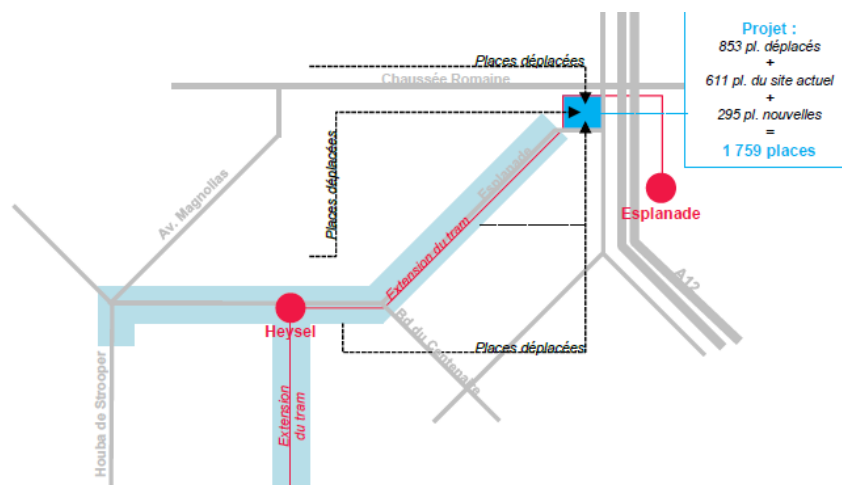 Projet :
853 pl. déplacés
+
611 pl. du site actuel
+
295 pl. nouvelles
=
1 759 places
Places déplacées
Chaussée Romaine
Places déplacées
Av. Magnolias
Esplanade
Esplanade
Extension du tram
A12
Heysel
Bd du Centenaire
Places déplacées
Houba de Strooper
Extension
du tram